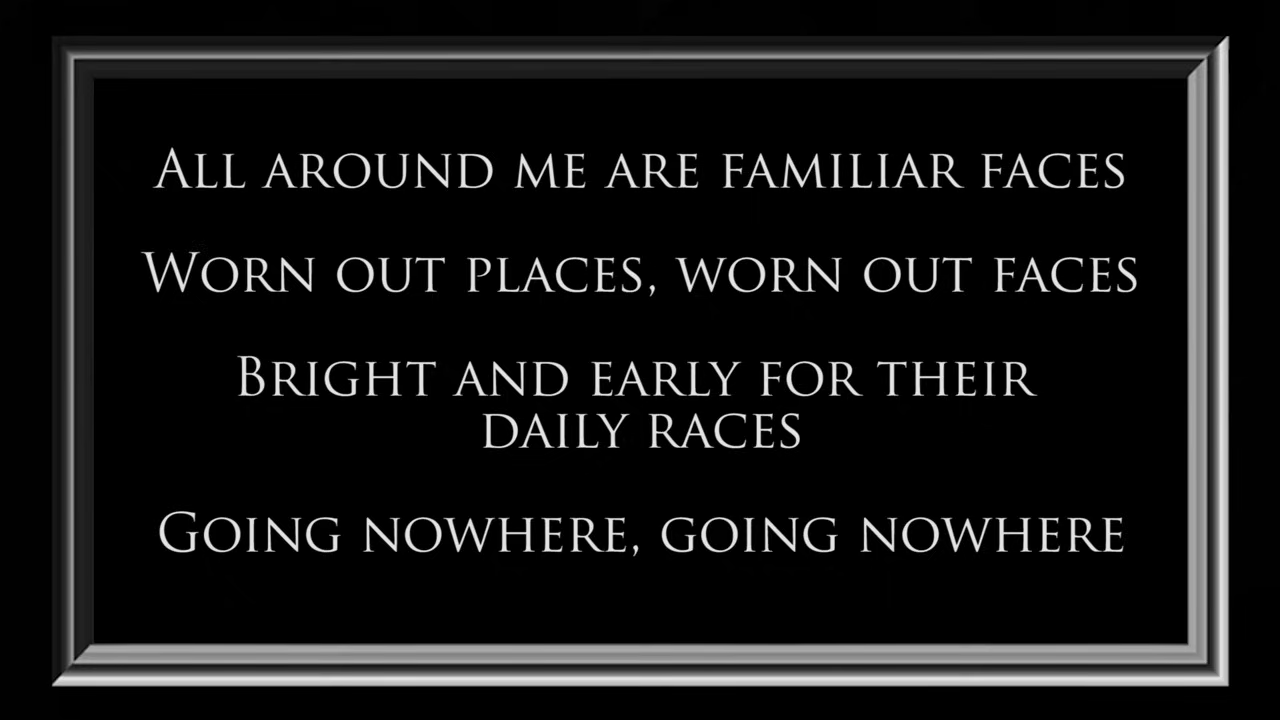 All around me are familiar faces
Worn out places, worn out faces
Bright and early for their
daily races
Going nowhere, going nowhere